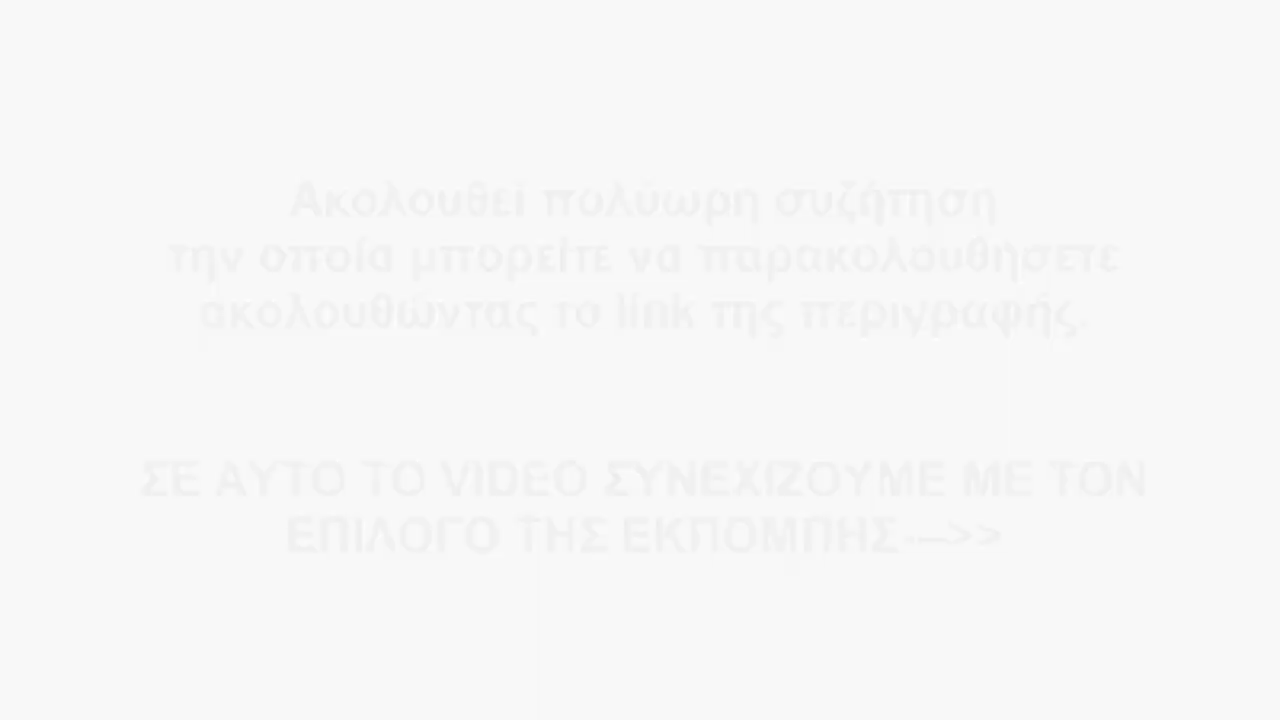 Ακολουθεί πολύωρη συζήτηση
την οποία μπορείτε να παρακολουθήσετε
ακολουθώντας το link της περιγραφής.
ΣΕ ΑΥΤΟ ΤΟ VIDEO ΣΥΝΕΧΙΖΟΥΜΕ ΜΕ ΤΟΝ
ΕΠΙΛΟΓΟ ΤΗΣ ΕΚΠΟΜΠΗΣ-–>>